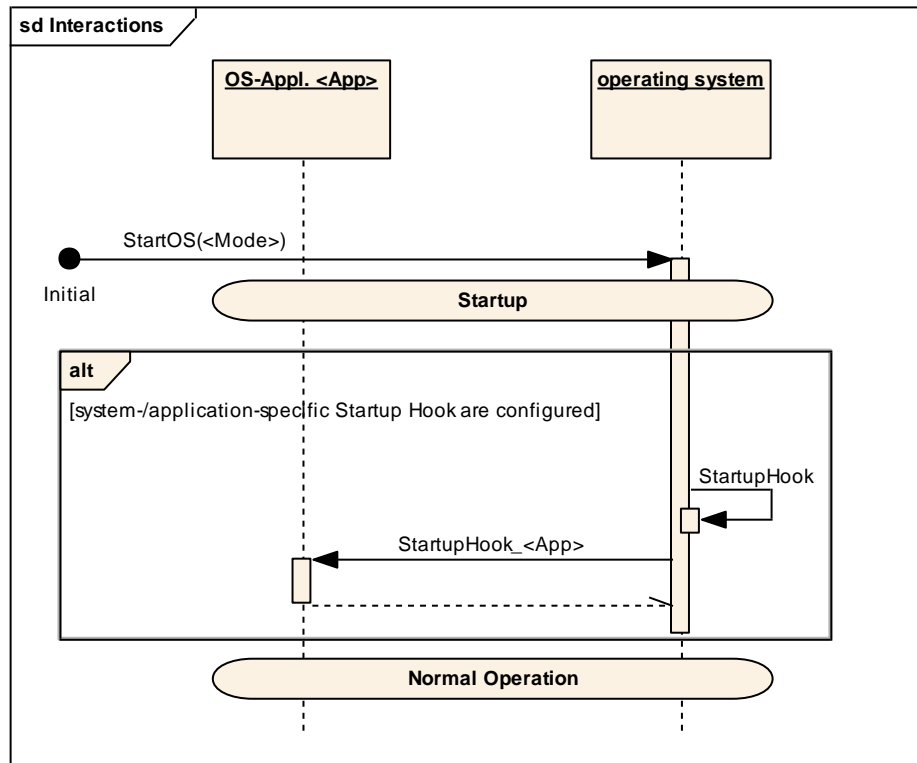 sd Interactions
OS-Appl. <App>
operating system
StartOS(<Mode>)
Initial
Startup
alt
[system-/application-specific Startup Hook are configured]
StartupHook
StartupHook_<App>
Normal Operation